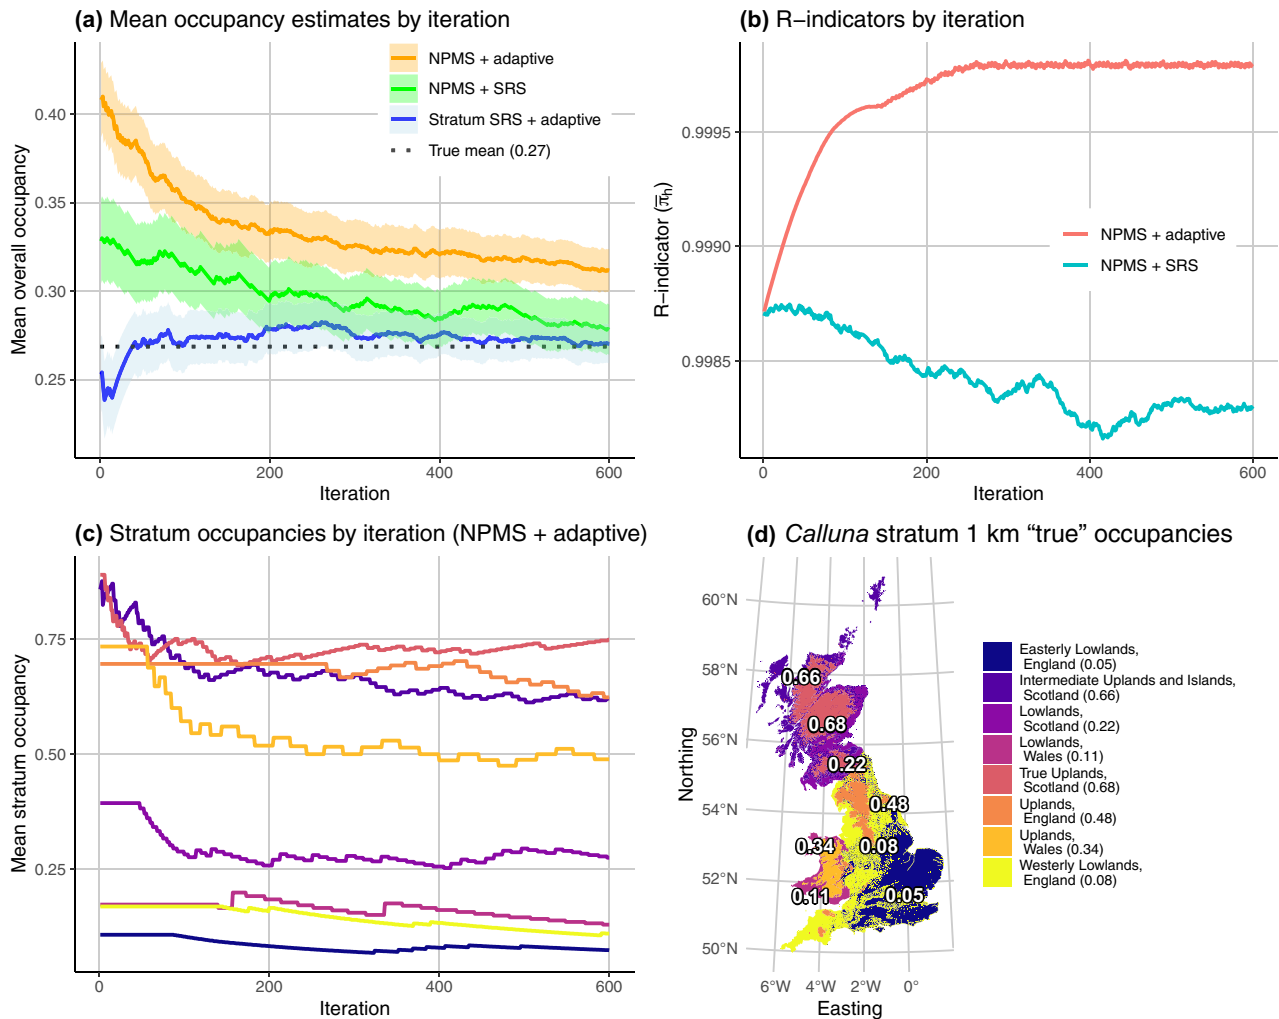 (a) Mean occupancy estimates by iteration
Mean overall occupancy
0.40
0.35
0.30
0.25
NPMS + adaptive
NPMS + SRS
Stratum SRS + adaptive
True mean (0.27)
0
200
400
600
Iteration
(b) R-indicators by iteration
R-indicator (π̅h)
0.9995
0.9990
0.9985
NPMS + adaptive
NPMS + SRS
0
200
400
600
Iteration
(c) Stratum occupancies by iteration (NPMS + adaptive)
Mean stratum occupancy
0.75
0.50
0.25
0
200
400
600
Iteration
(d) Calluna stratum 1 km “true” occupancies
Northing
60°N
58°N
56°N
54°N
52°N
50°N
0.66
0.68
0.22
0.48
0.34
0.08
0.11
0.05
6°W
4°W
2°W
0°
Easting
Easterly Lowlands,
England (0.05)
Intermediate Uplands and Islands,
Scotland (0.66)
Lowlands,
Scotland (0.22)
Lowlands,
Wales (0.11)
True Uplands,
Scotland (0.68)
Uplands,
England (0.48)
Uplands,
Wales (0.34)
Westerly Lowlands,
England (0.08)